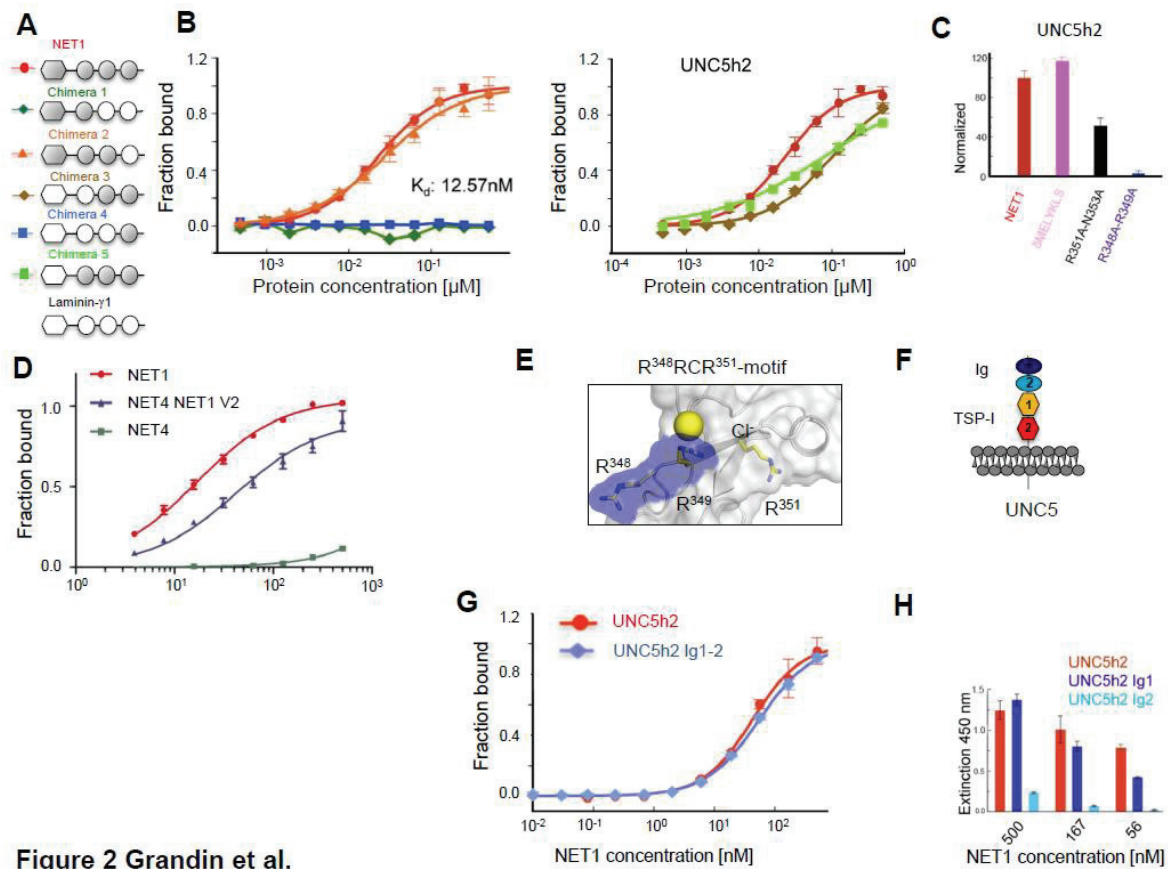 A
NET1
Chimera 1
Chimera 2
Chimera 3
Chimera 4
Chimera 5
Laminin-γ1
B
Fraction bound
1.2
0.8
0.4
0.0
Kd: 12.57nM
10-3
10-2
10-1
Protein concentration [µM]
UNC5h2
Fraction bound
1.2
0.8
0.4
0.0
10-4
10-3
10-2
10-1
100
Protein concentration [µM]
C
UNC5h2
Normalized
120
80
40
0
NET1
R351A-N353A
R348A-R349A
D
NET1
NET4 NET1 V2
NET4
Fraction bound
1.0
0.5
0.0
100
101
102
103
E
R348RCR351-motif
Cl-
R348
R349
R351
F
Ig
2
TSP-I
1
2
UNC5
G
UNC5h2
UNC5h2 Ig1-2
Fraction bound
1.2
0.8
0.4
0.0
10-2
10-1
100
101
102
NET1 concentration [nM]
H
UNC5h2
UNC5h2 Ig1
UNC5h2 Ig2
Extinction 450 nm
1.5
1.0
0.5
0.0
500
167
56
NET1 concentration [nM]
Figure 2 Grandin et al.